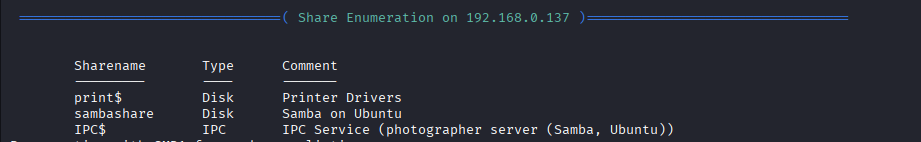 ( Share Enumeration on 192.168.0.137 )
Sharename Type Comment
print$ Disk Printer Drivers
sambashare Disk Samba on Ubuntu
IPC$ IPC IPC Service (photographer server (Samba, Ubuntu))